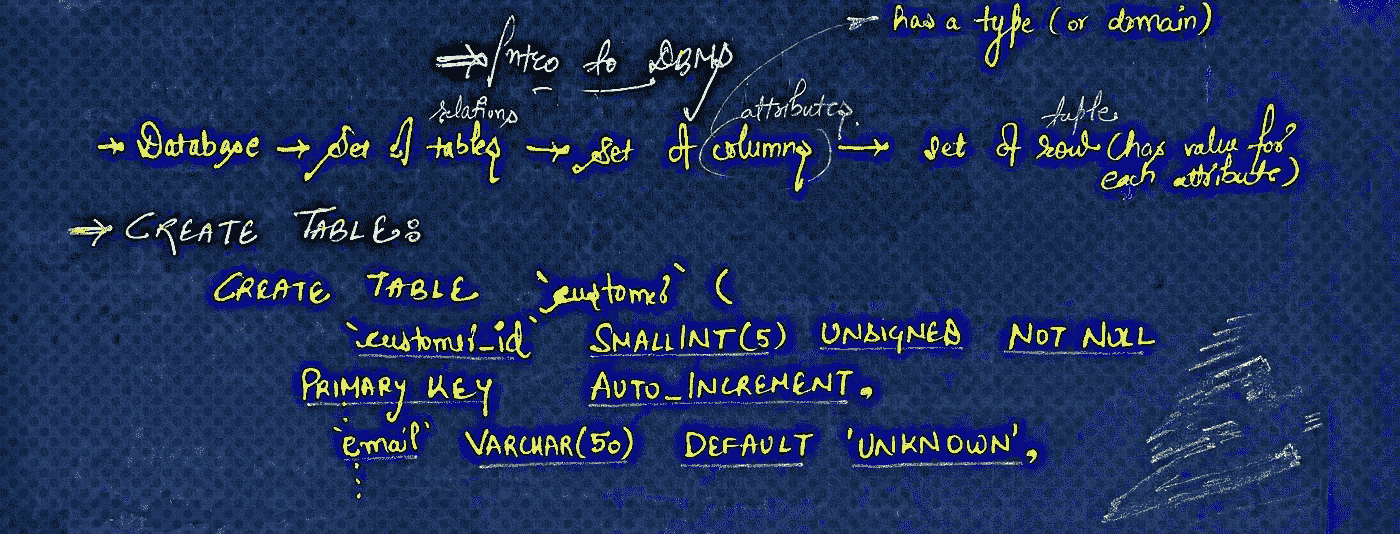 has a type (or domain)
⇒ Intro to DBMS
relations attributes tuple
→ Database → Set of tables → set of columns → set of rows (has value for
each attribute)
⇒ CREATE TABLE:
CREATE TABLE `customer` (
`customer_id` SMALLINT(5) UNSIGNED NOT NULL
PRIMARY KEY AUTO_INCREMENT,
`email` VARCHAR(50) DEFAULT 'UNKNOWN',
⋮